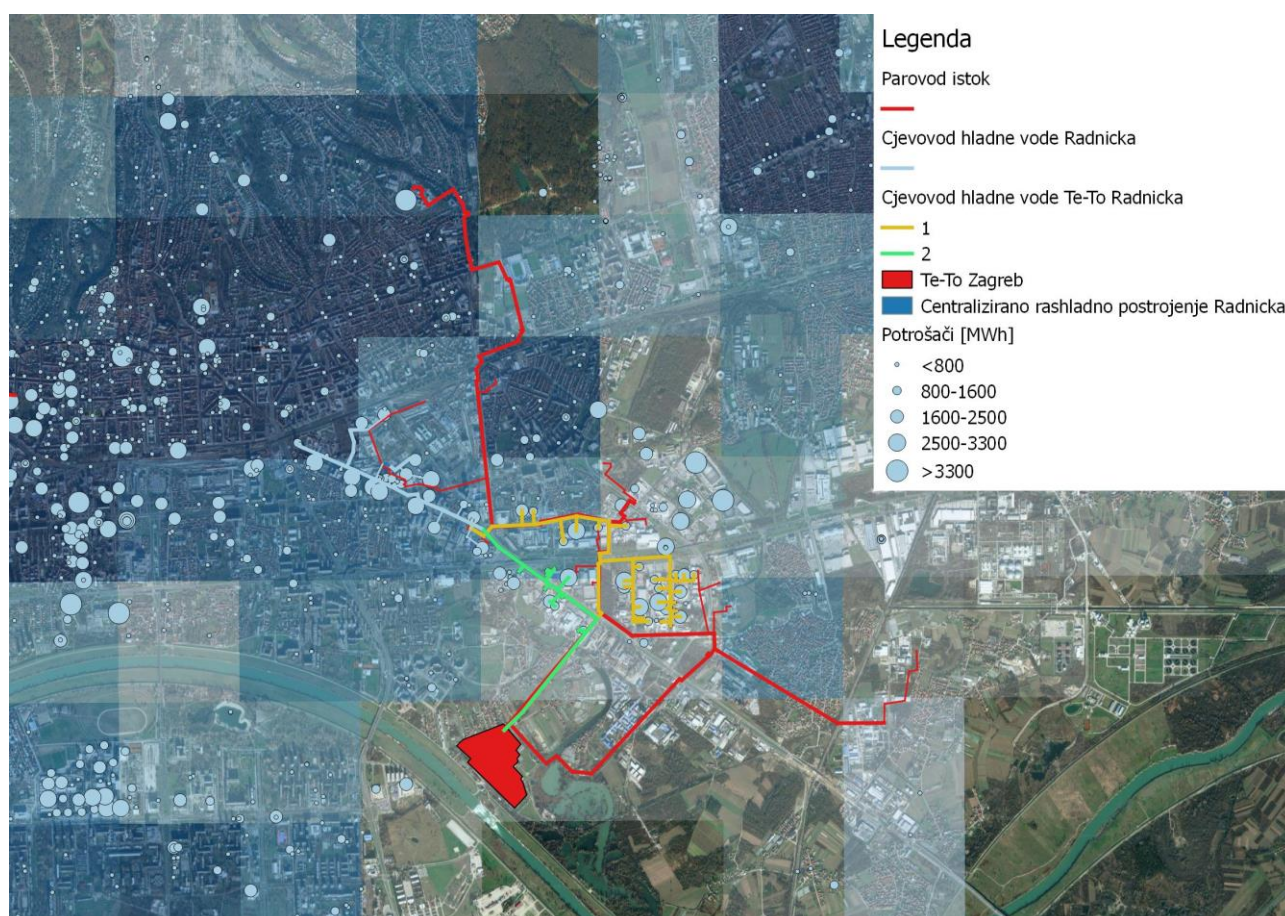 Legenda
Parovod istok
Cjevovod hladne vode Radnicka
Cjevovod hladne vode Te-To Radnicka
1
2
Te-To Zagreb
Centralizirano rashladno postrojenje Radnicka
Potrošači [MWh]
<800
800-1600
1600-2500
2500-3300
>3300